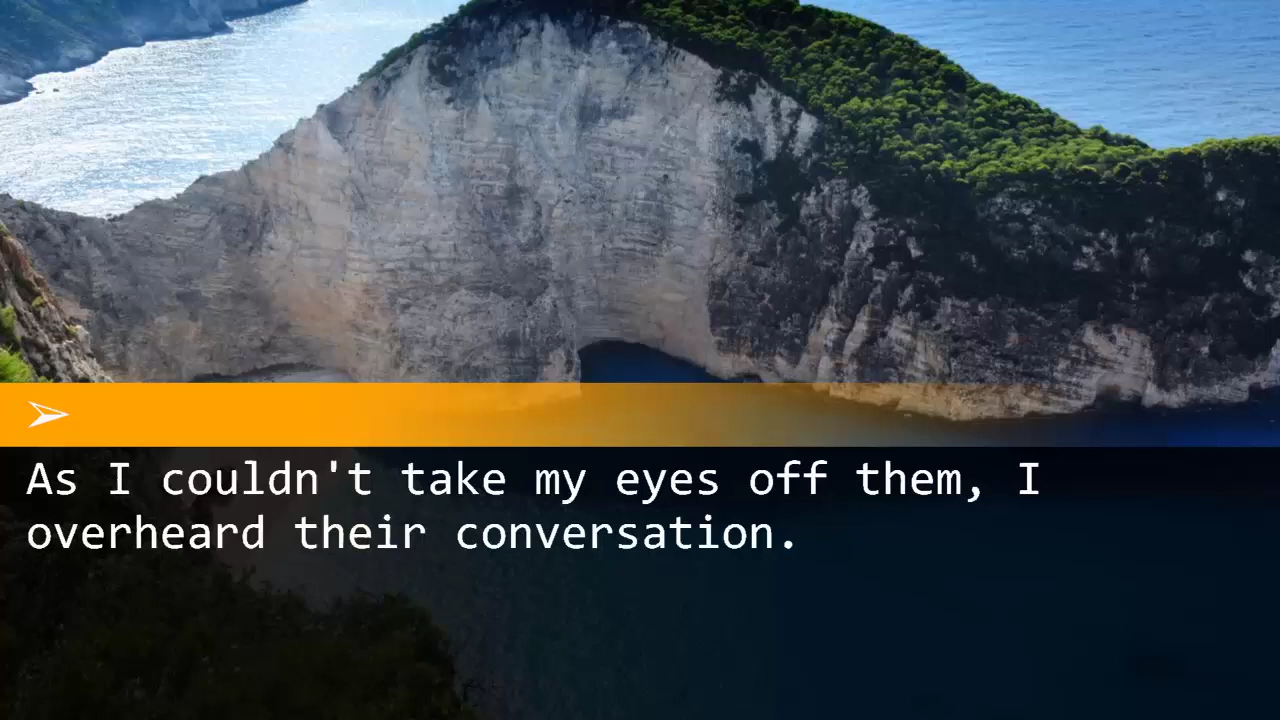 As I couldn't take my eyes off them, I
overheard their conversation.